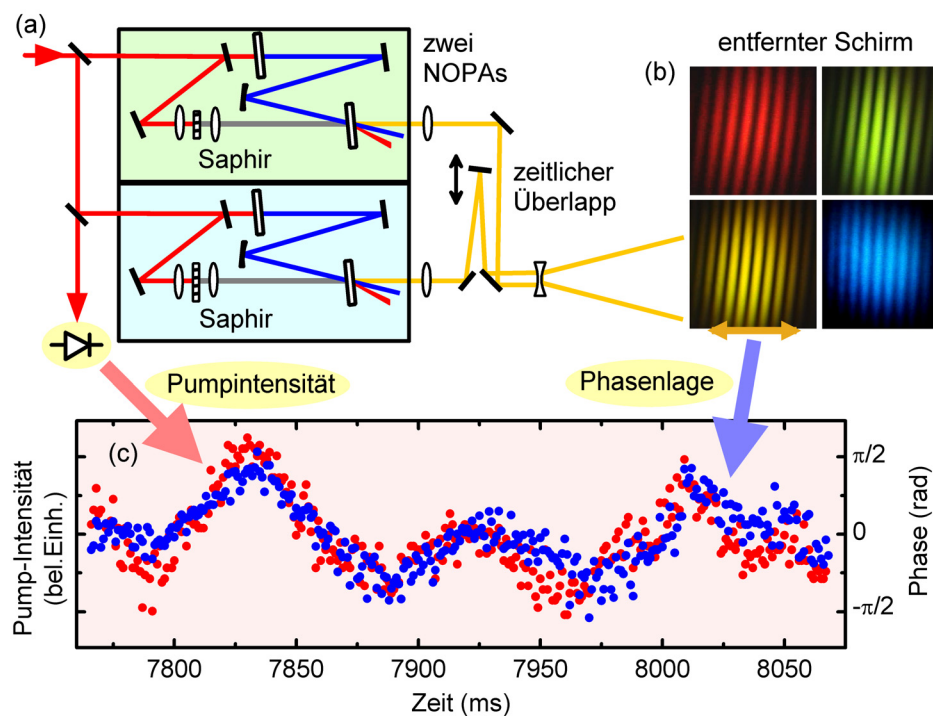 (a)
zwei
NOPAs
entfernter Schirm
(b)
Saphir
zeitlicher
Überlapp
Saphir
Pumpintensität
Phasenlage
(c)
Pump-Intensität
(bel.Einh.)
π/2
0
-π/2
Phase (rad)
7800 7850 7900 7950 8000 8050
Zeit (ms)